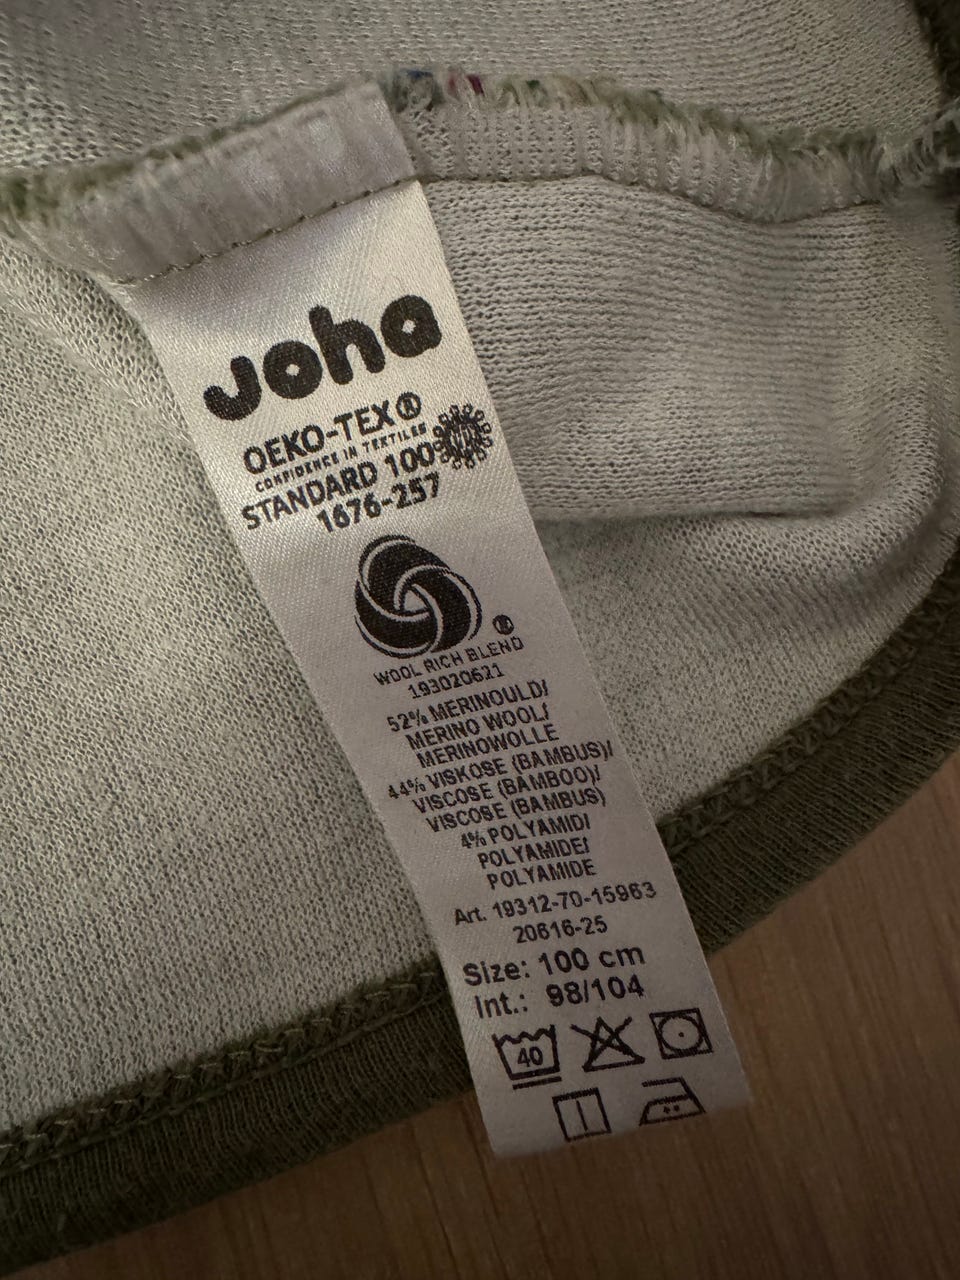 Joha
OEKO-TEX®
CONFIDENCE IN TEXTILES
STANDARD 100
1676-257
®
WOOL RICH BLEND
193020621
52% MERINOULD/
MERINO WOOL/
MERINOWOLLE
44% VISKOSE (BAMBUS)/
VISCOSE (BAMBOO)/
VISCOSE (BAMBUS)
4% POLYAMID/
POLYAMIDE/
POLYAMIDE
Art. 19312-70-15963
20616-25
Size: 100 cm
Int.: 98/104
40